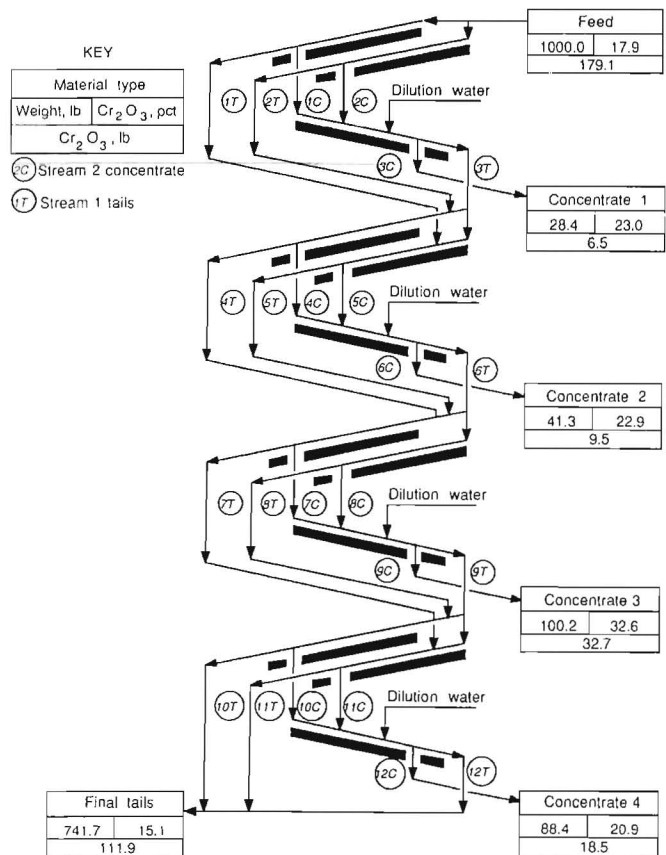 Feed
1000.0 17.9
179.1
KEY
Material type
Weight, lb Cr2O3, pct
Cr2O3, lb
2C Stream 2 concentrate
1T Stream 1 tails
1T 2T 1C 2C
Dilution water
3C 3T
Concentrate 1
28.4 23.0
6.5
4T 5T 4C 5C
Dilution water
6C 6T
Concentrate 2
41.3 22.9
9.5
7T 8T 7C 8C
Dilution water
9C 9T
Concentrate 3
100.2 32.6
32.7
10T 11T 10C 11C
Dilution water
12C 12T
Final tails
741.7 15.1
111.9
Concentrate 4
88.4 20.9
18.5